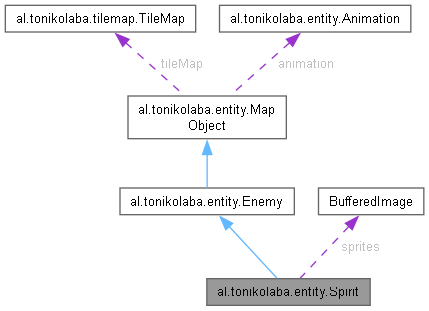 al.tonikolaba.tilemap.TileMap
al.tonikolaba.entity.Animation
tileMap
animation
al.tonikolaba.entity.Map
Object
al.tonikolaba.entity.Enemy
BufferedImage
sprites
al.tonikolaba.entity.Spirit